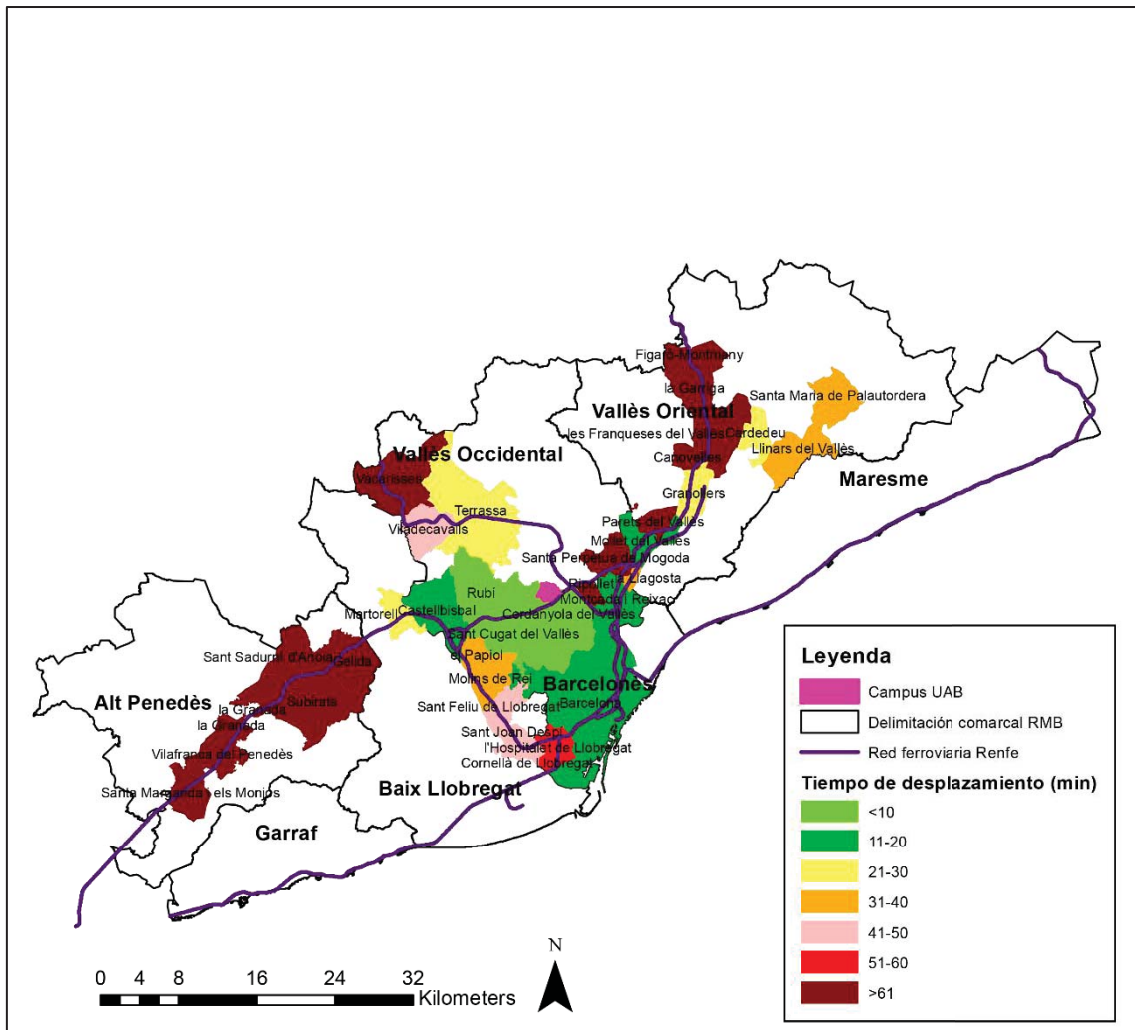 Figaró-Montmany
la Garriga
Santa Maria de Palautordera
Vallès Oriental
les Franqueses del Vallès
Cardedeu
Llinars del Vallès
Canovelles
Vallès Occidental
Maresme
Vacarisses
Granollers
Terrassa
Parets del Vallès
Viladecavalls
Mollet del Vallès
Santa Perpètua de Mogoda
la Llagosta
Ripollet
Rubí
Montcada i Reixac
Castellbisbal
Martorell
Cerdanyola del Vallès
Sant Cugat del Vallès
el Papiol
Sant Sadurní d'Anoia
Gelida
Molins de Rei
Barcelonès
Alt Penedès
Subirats
Barcelona
Sant Feliu de Llobregat
la Granada
la Granada
Sant Joan Despí
l'Hospitalet de Llobregat
Vilafranca del Penedès
Cornellà de Llobregat
Santa Margarida
els Monjos
Baix Llobregat
Garraf
Leyenda
Campus UAB
Delimitación comarcal RMB
Red ferroviaria Renfe
Tiempo de desplazamiento (min)
<10
11-20
21-30
31-40
41-50
51-60
>61
N
0 4 8 16 24 32
Kilometers